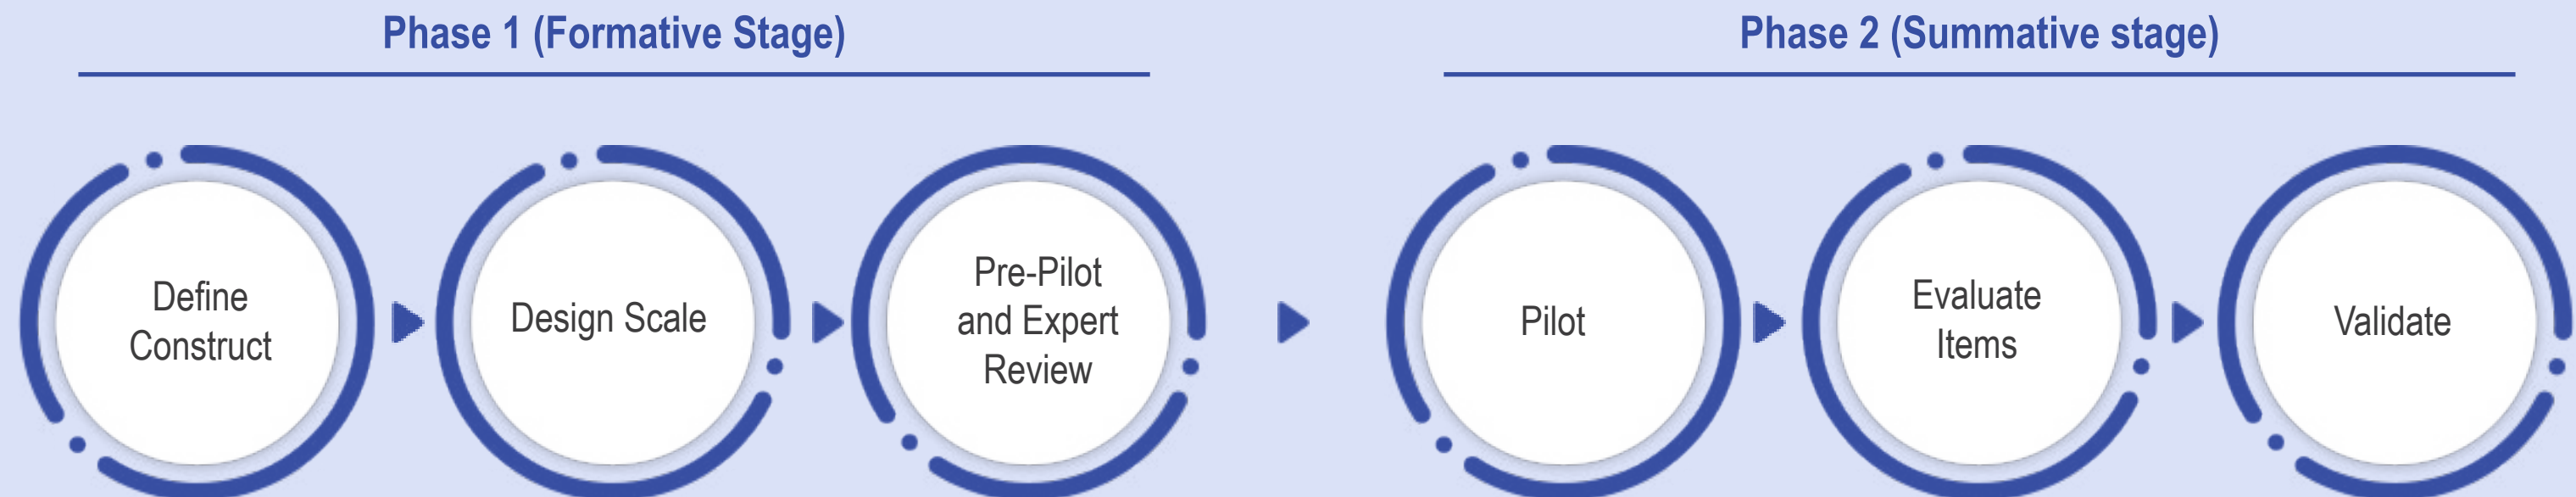 Phase 1 (Formative Stage)
Phase 2 (Summative stage)
Define
Construct
Design Scale
Pre-Pilot
and Expert
Review
Pilot
Evaluate
Items
Validate